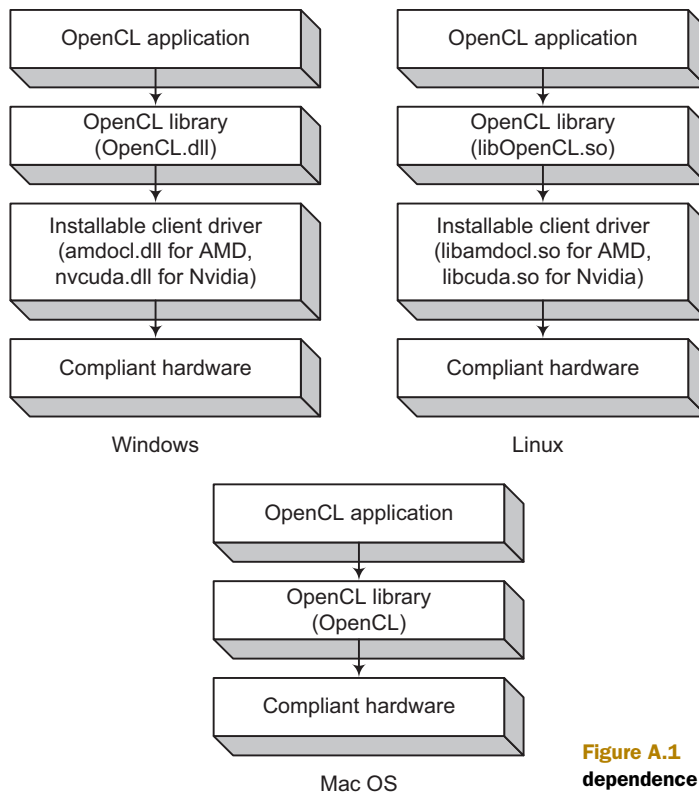 OpenCL application
OpenCL library
(OpenCL.dll)
Installable client driver
(amdocl.dll for AMD,
nvcuda.dll for Nvidia)
Compliant hardware
Windows
OpenCL application
OpenCL library
(libOpenCL.so)
Installable client driver
(libamdocl.so for AMD,
libcuda.so for Nvidia)
Compliant hardware
Linux
OpenCL application
OpenCL library
(OpenCL)
Compliant hardware
Mac OS
Figure A.1
dependence